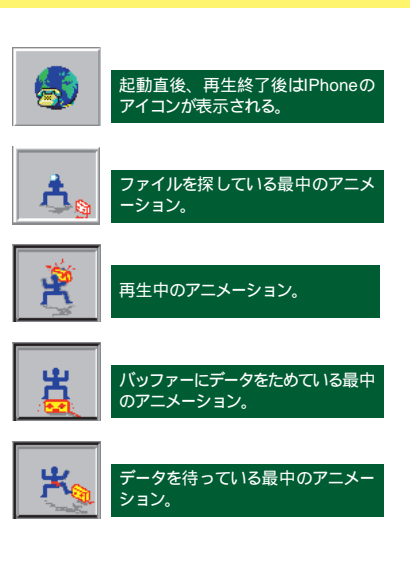 起動直後、再生終了後はIPhoneの
アイコンが表示される。
ファイルを探している最中のアニメ
ーション。
再生中のアニメーション。
バッファーにデータをためている最中
のアニメーション。
データを待っている最中のアニメー
ション。